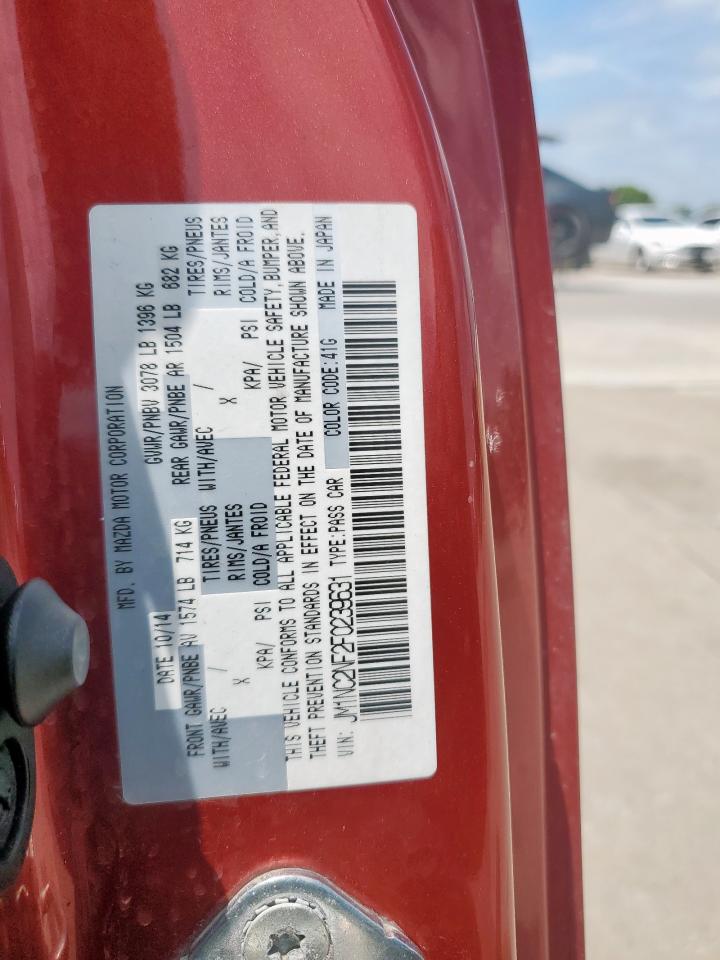 MFD. BY MAZDA MOTOR CORPORATION
DATE 10/14 GVWR/PNBV 3078 LB 1396 KG
FRONT GAWR/PNBE AV 1574 LB 714 KG REAR GAWR/PNBE AR 1504 LB 682 KG
WITH/AVEC TIRES/PNEUS WITH/AVEC / TIRES/PNEUS
X RIMS/JANTES X RIMS/JANTES
KPA/ PSI COLD/A FROID KPA/ PSI COLD/A FROID
THIS VEHICLE CONFORMS TO ALL APPLICABLE FEDERAL MOTOR VEHICLE SAFETY, BUMPER, AND
THEFT PREVENTION STANDARDS IN EFFECT ON THE DATE OF MANUFACTURE SHOWN ABOVE.
VIN: JM1NC2NF2F0239631 TYPE:PASS CAR COLOR CODE:41G MADE IN JAPAN